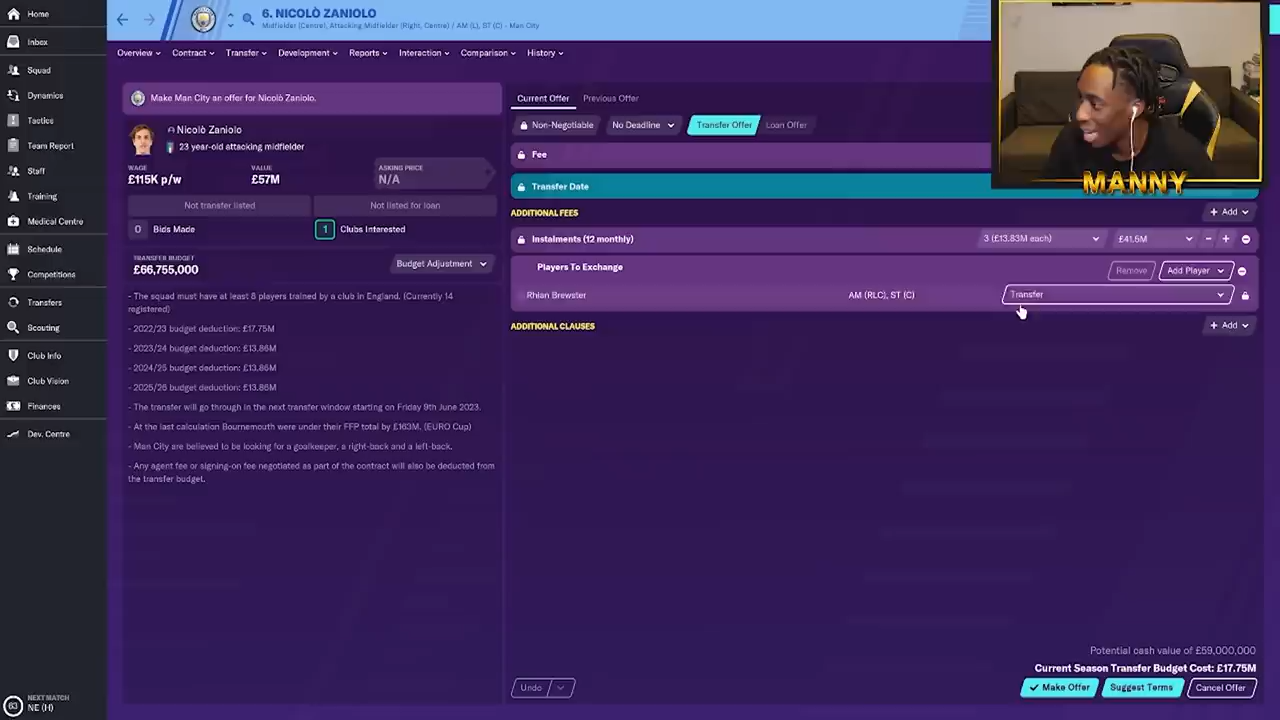 Home
Inbox
Squad
Dynamics
Tactics
Team Report
Staff
Training
Medical Centre
Schedule
Competitions
Transfers
Scouting
Club Info
Club Vision
Finances
Dev. Centre
NEXT MATCH
NE (H)
6. NICOLÒ ZANIOLO
Midfielder (Centre), Attacking Midfielder (Right, Centre) / AM (L), ST (C) - Man City
Overview
Contract
Transfer
Development
Reports
Interaction
Comparison
History
Make Man City an offer for Nicolò Zaniolo.
Nicolò Zaniolo
23 year-old attacking midfielder
WAGE
£115K p/w
VALUE
£57M
ASKING PRICE
N/A
Not transfer listed
Not listed for loan
0 Bids Made
1 Clubs Interested
TRANSFER BUDGET
£66,755,000
Budget Adjustment
- The squad must have at least 8 players trained by a club in England. (Currently 14
registered)
- 2022/23 budget deduction: £17.75M
- 2023/24 budget deduction: £13.86M
- 2024/25 budget deduction: £13.86M
- 2025/26 budget deduction: £13.86M
- The transfer will go through in the next transfer window starting on Friday 9th June 2023.
- At the last calculation Bournemouth were under their FFP total by £163M. (EURO Cup)
- Man City are believed to be looking for a goalkeeper, a right-back and a left-back.
- Any agent fee or signing-on fee negotiated as part of the contract will also be deducted from
the transfer budget.
Current Offer
Previous Offer
Non-Negotiable
No Deadline
Transfer Offer
Loan Offer
Fee
Transfer Date
ADDITIONAL FEES
+ Add
Instalments (12 monthly)
3 (£13.83M each)
£41.5M
Players To Exchange
Remove
Add Player
Rhian Brewster
AM (RLC), ST (C)
Transfer
ADDITIONAL CLAUSES
+ Add
Potential cash value of £59,000,000
Current Season Transfer Budget Cost: £17.75M
Undo
Make Offer
Suggest Terms
Cancel Offer
MANNY